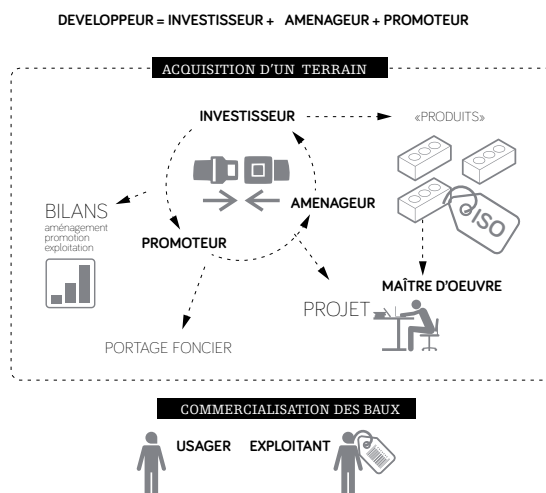 DEVELOPPEUR = INVESTISSEUR + AMENAGEUR + PROMOTEUR
ACQUISITION D'UN TERRAIN
INVESTISSEUR
«PRODUITS»
AMENAGEUR
ISO
BILANS
aménagement
promotion
exploitation
PROMOTEUR
MAÎTRE D'OEUVRE
PROJET
PORTAGE FONCIER
COMMERCIALISATION DES BAUX
USAGER EXPLOITANT